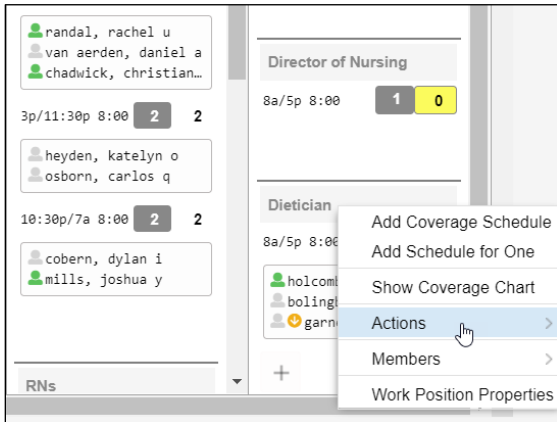 randal, rachel u
van aerden, daniel a
chadwick, christian…
3p/11:30p 8:00 2 2
heyden, katelyn o
osborn, carlos q
10:30p/7a 8:00 2 2
cobern, dylan i
mills, joshua y
RNs
Director of Nursing
8a/5p 8:00 1 0
Dietician
8a/5p 8:00
holcom
boling
garn
+
Add Coverage Schedule
Add Schedule for One
Show Coverage Chart
Actions >
Members >
Work Position Properties